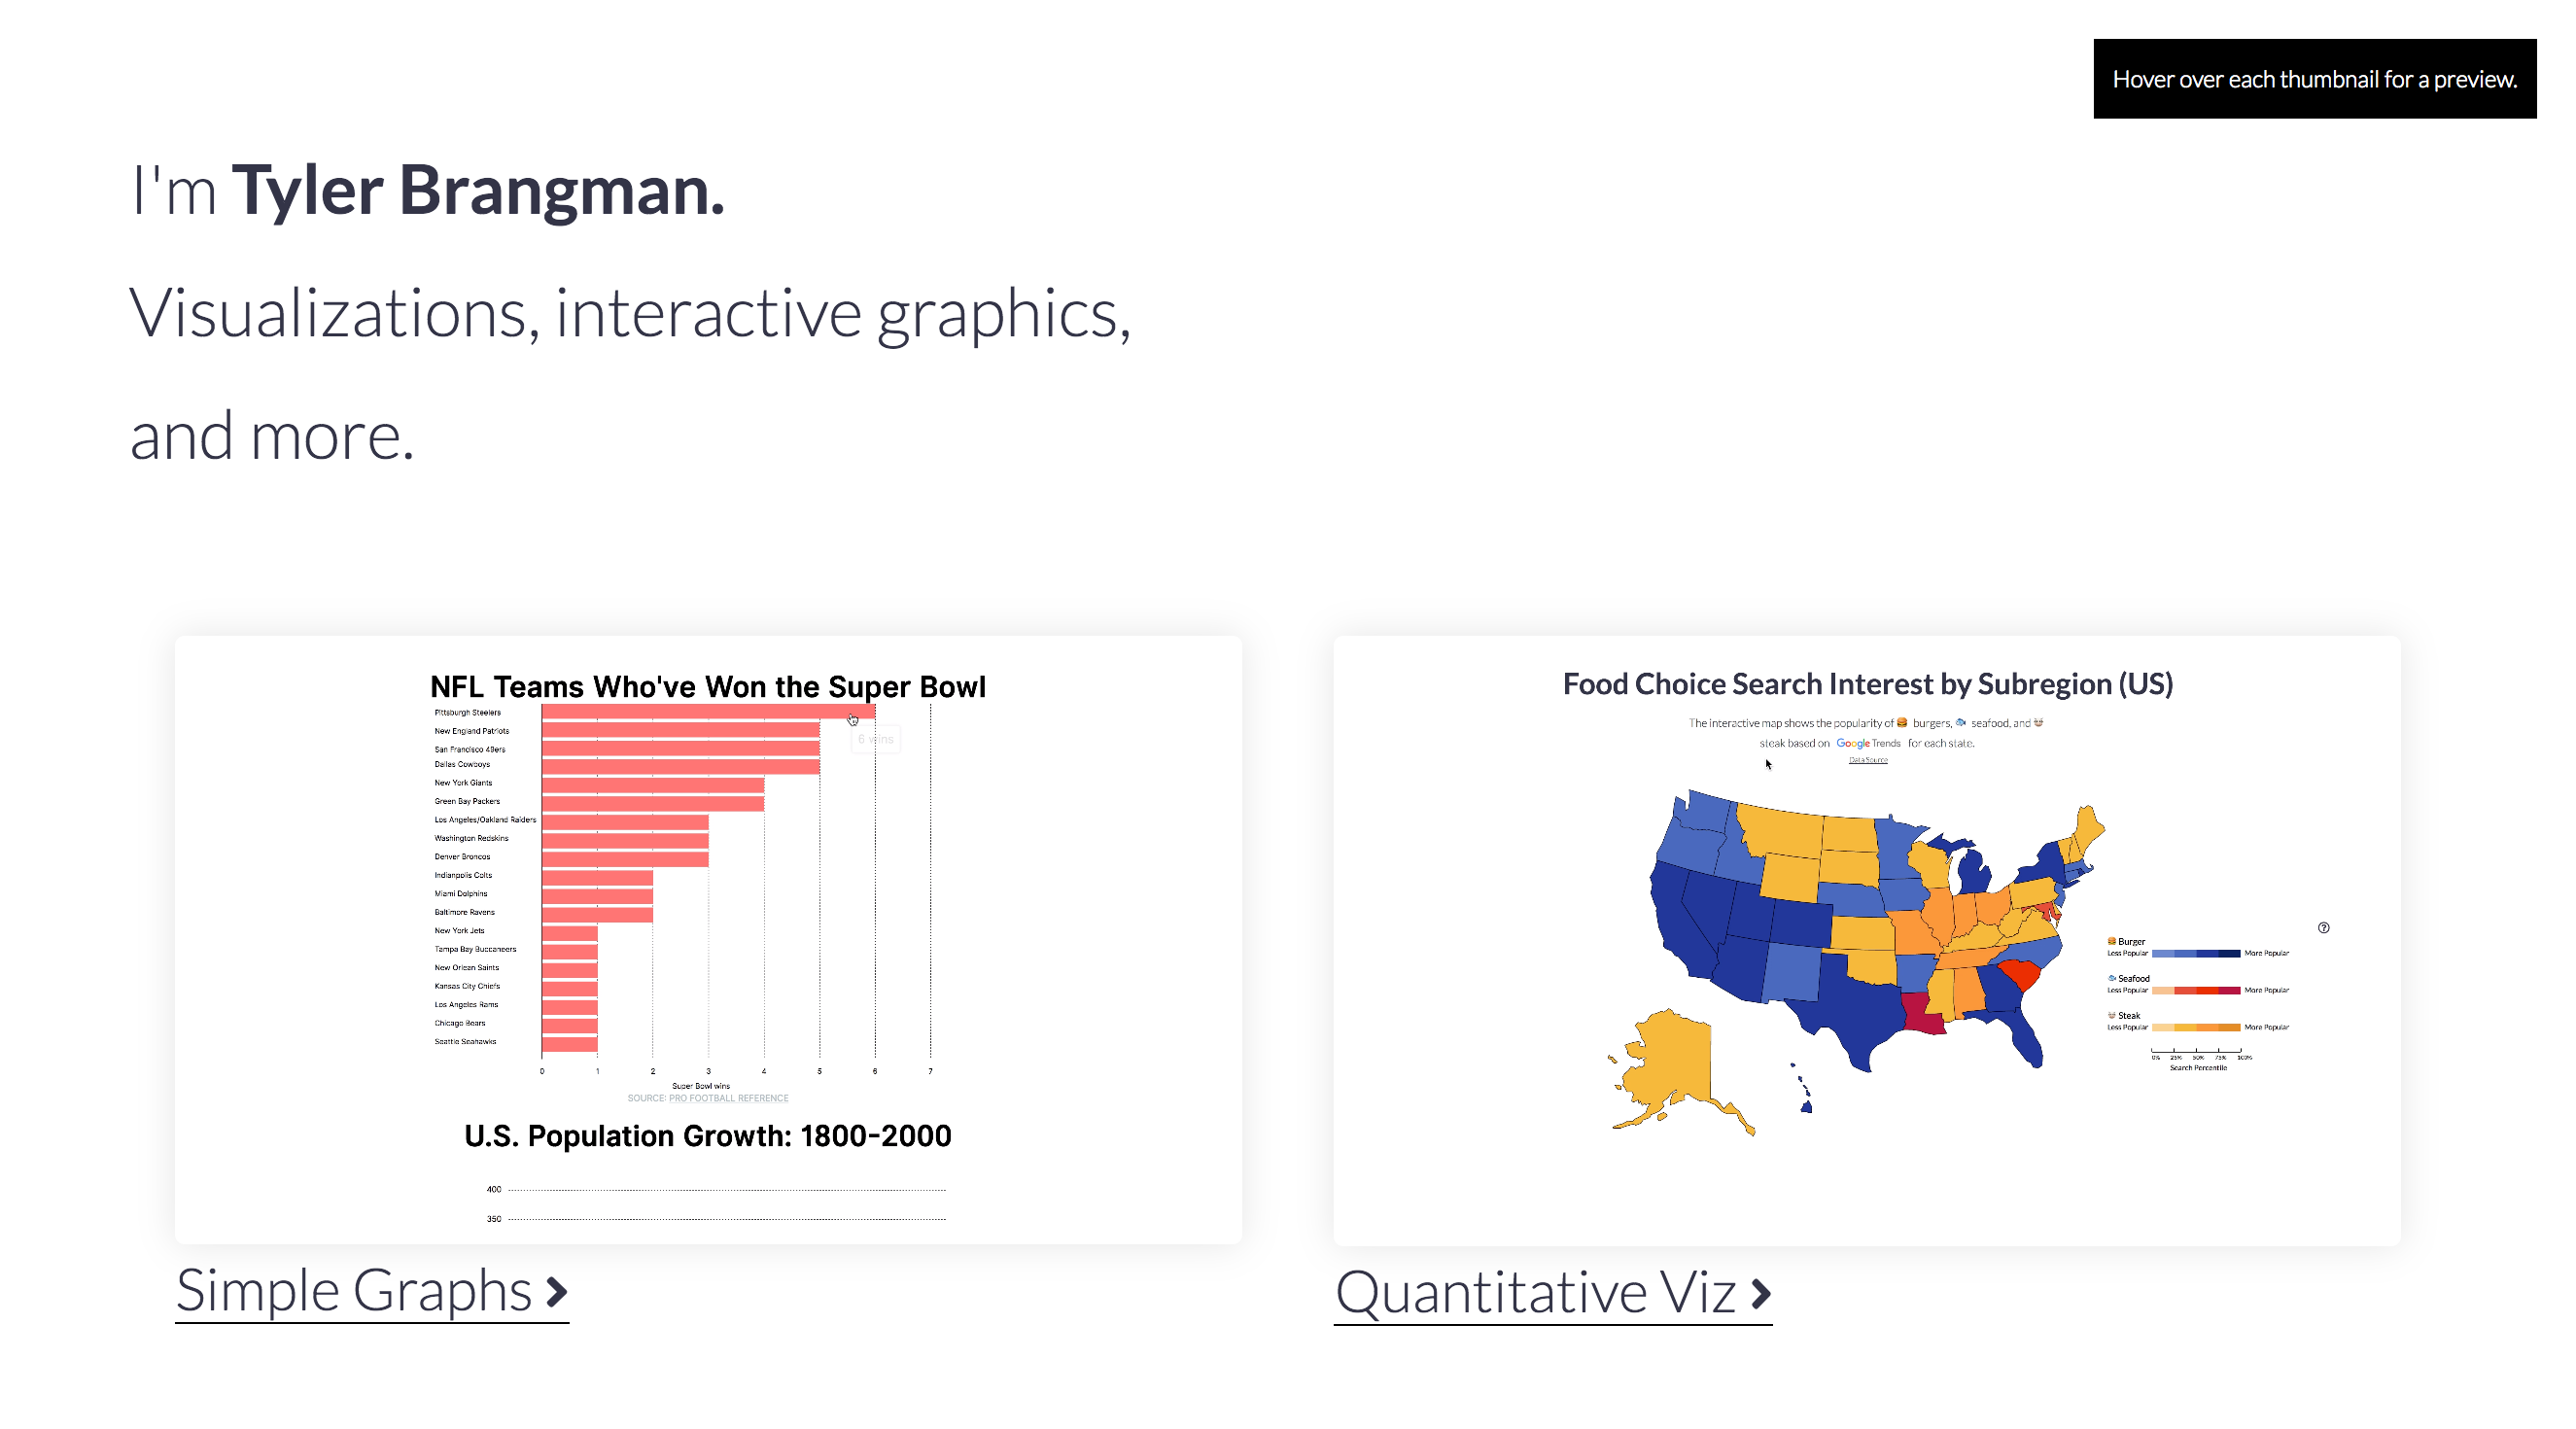 Hover over each thumbnail for a preview.
I'm Tyler Brangman.
Visualizations, interactive graphics,
and more.
NFL Teams Who've Won the Super Bowl
Pittsburgh Steelers
6 wins
New England Patriots
San Francisco 49ers
Dallas Cowboys
New York Giants
Green Bay Packers
Los Angeles/Oakland Raiders
Washington Redskins
Denver Broncos
Indianpolis Colts
Miami Dolphins
Baltimore Ravens
New York Jets
Tampa Bay Buccaneers
New Orlean Saints
Kansas City Chiefs
Los Angeles Rams
Chicago Bears
Seattle Seahawks
0 1 2 3 4 5 6 7
Super Bowl wins
SOURCE: PRO FOOTBALL REFERENCE
U.S. Population Growth: 1800-2000
400
350
Simple Graphs
Food Choice Search Interest by Subregion (US)
The interactive map shows the popularity of 🍔 burgers, 🐟 seafood, and 🐮
steak based on Google Trends for each state.
Data Source
?
🍔 Burger
Less Popular More Popular
🐟 Seafood
Less Popular More Popular
🐮 Steak
Less Popular More Popular
0% 25% 50% 75% 100%
Search Percentile
Quantitative Viz